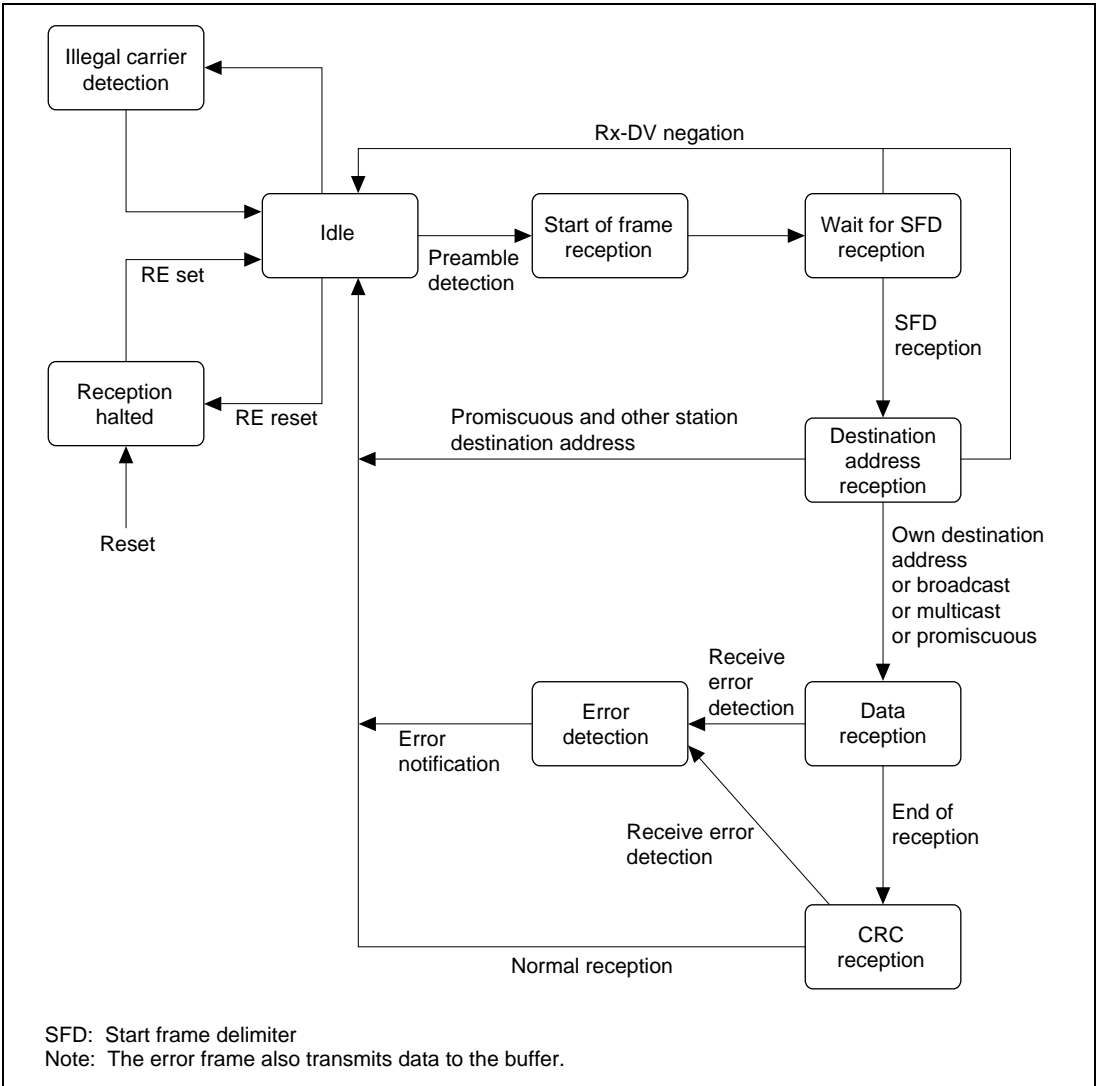 Illegal carrier
detection
Rx-DV negation
Idle
Start of frame
reception
Wait for SFD
reception
Preamble
detection
RE set
SFD
reception
Reception
halted
RE reset
Promiscuous and other station
destination address
Destination
address
reception
Reset
Own destination
address
or broadcast
or multicast
or promiscuous
Receive
error
detection
Error
detection
Data
reception
Error
notification
End of
reception
Receive error
detection
CRC
reception
Normal reception
SFD: Start frame delimiter
Note: The error frame also transmits data to the buffer.